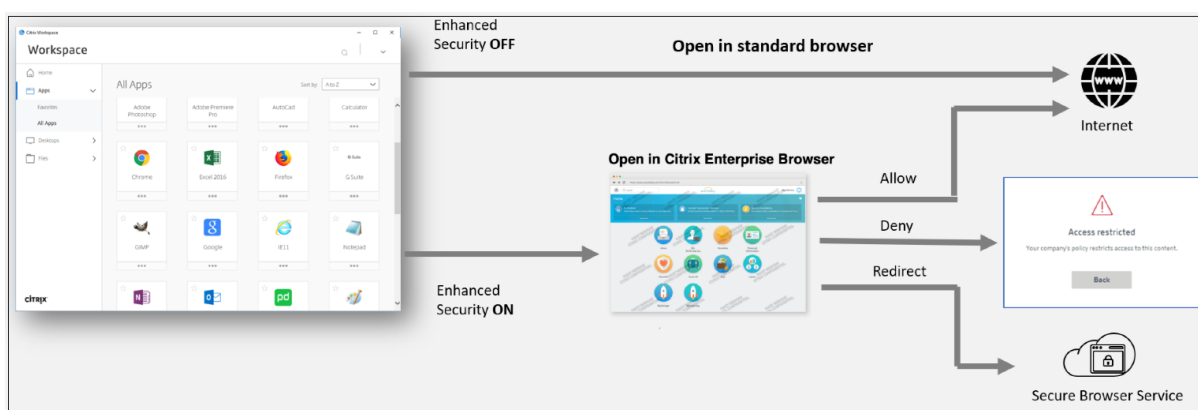 Citrix Workspace
Workspace
Home
Apps
Favorites
All Apps
Desktops
Files
citrix
All Apps
Sort by: A to Z
Adobe
Photoshop
Adobe Premiere
Pro
AutoCad
Calculator
Chrome
Excel 2016
Firefox
G Suite
G.Suite
GIMP
Google
IE11
Notepad
pd
Enhanced
Security OFF
Open in standard browser
www
Internet
Enhanced
Security ON
Open in Citrix Enterprise Browser
Allow
Deny
Redirect
Access restricted
Your company's policy restricts access to this content.
Back
Secure Browser Service